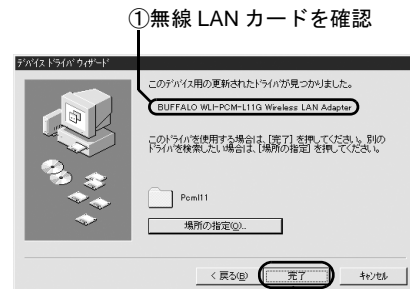 ①無線 LAN カードを確認
デバイス ドライバ ウィザード
このデバイス用の更新されたドライバが見つかりました。
BUFFALO WLI-PCM-L11G Wireless LAN Adapter
このドライバを使用する場合は、[完了] を押してください。別の
ドライバを検索したい場合は、[場所の指定] を押してください。
Pcml11
場所の指定(O)..
< 戻る(B)
完了
キャンセル